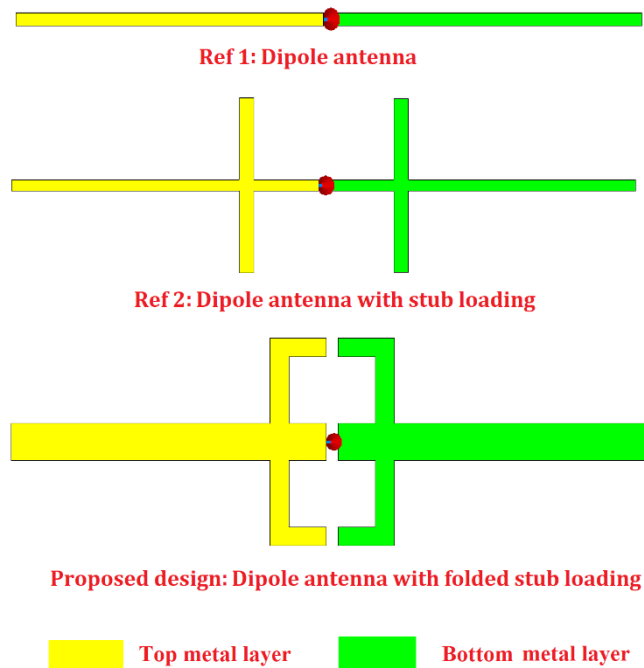 Ref 1: Dipole antenna
Ref 2: Dipole antenna with stub loading
Proposed design: Dipole antenna with folded stub loading
Top metal layer
Bottom metal layer